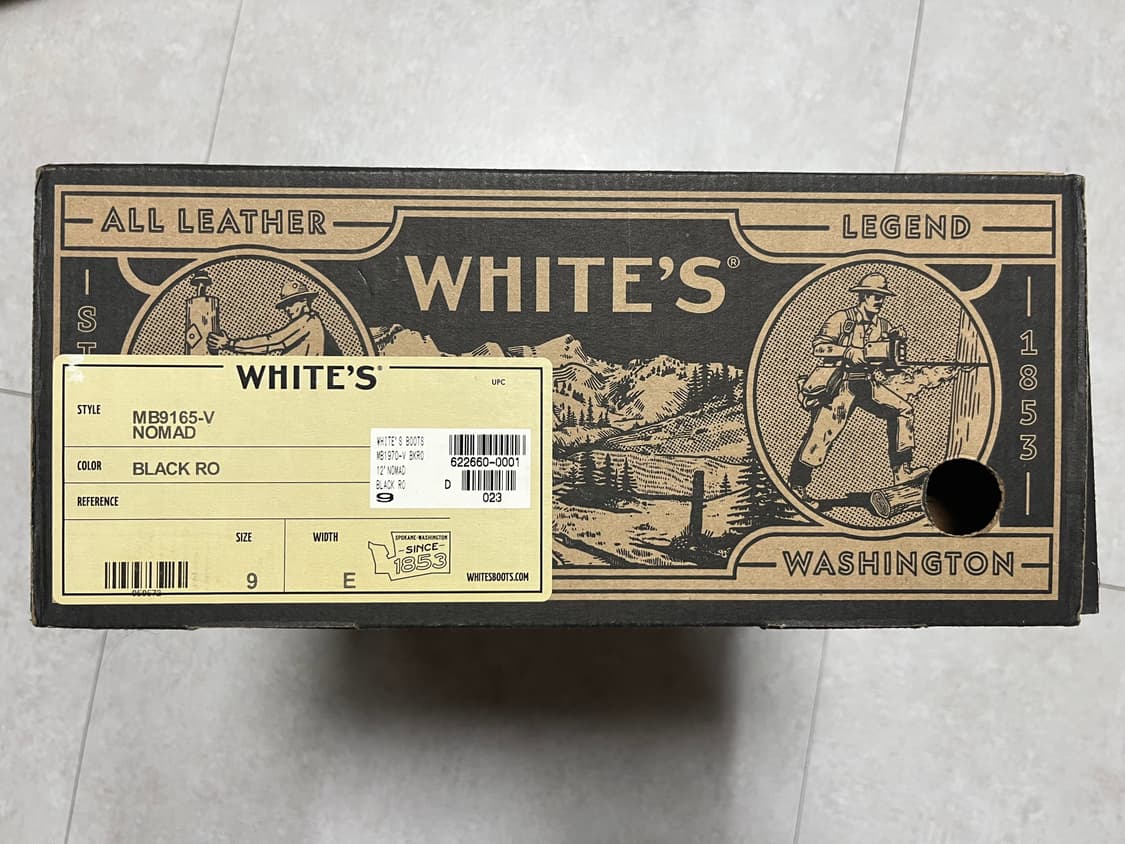 ALL LEATHER
LEGEND
WHITE'S®
1853
WASHINGTON
WHITE'S®
UPC
STYLE
MB9165-V
NOMAD
COLOR
BLACK RO
REFERENCE
SIZE
WIDTH
9
E
SPOKANE•WASHINGTON
SINCE
1853
WHITESBOOTS.COM
WHITE'S BOOTS
MB1970-V BKRO
12" NOMAD
BLACK RO
9
622660-0001
D
023